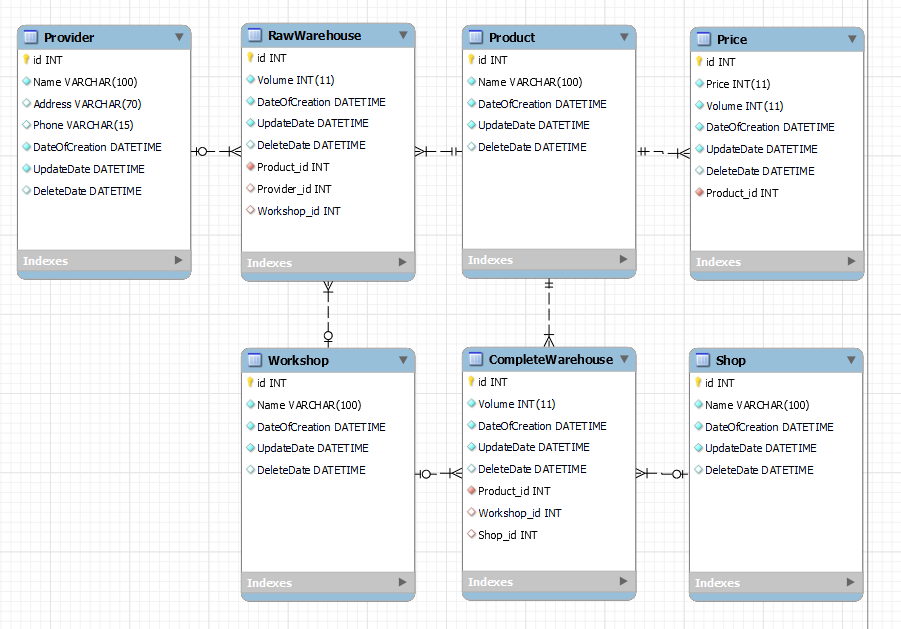 Provider
id INT
Name VARCHAR(100)
Address VARCHAR(70)
Phone VARCHAR(15)
DateOfCreation DATETIME
UpdateDate DATETIME
DeleteDate DATETIME
Indexes
RawWarehouse
id INT
Volume INT(11)
DateOfCreation DATETIME
UpdateDate DATETIME
DeleteDate DATETIME
Product_id INT
Provider_id INT
Workshop_id INT
Indexes
Product
id INT
Name VARCHAR(100)
DateOfCreation DATETIME
UpdateDate DATETIME
DeleteDate DATETIME
Indexes
Price
id INT
Price INT(11)
Volume INT(11)
DateOfCreation DATETIME
UpdateDate DATETIME
DeleteDate DATETIME
Product_id INT
Indexes
Workshop
id INT
Name VARCHAR(100)
DateOfCreation DATETIME
UpdateDate DATETIME
DeleteDate DATETIME
Indexes
CompleteWarehouse
id INT
Volume INT(11)
DateOfCreation DATETIME
UpdateDate DATETIME
DeleteDate DATETIME
Product_id INT
Workshop_id INT
Shop_id INT
Indexes
Shop
id INT
Name VARCHAR(100)
DateOfCreation DATETIME
UpdateDate DATETIME
DeleteDate DATETIME
Indexes